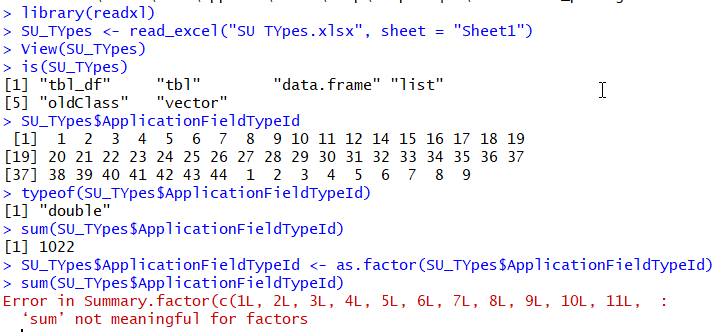 > library(readxl)
> SU_TYpes <- read_excel("SU TYpes.xlsx", sheet = "Sheet1")
> View(SU_TYpes)
> is(SU_TYpes)
[1] "tbl_df"     "tbl"        "data.frame" "list"
[5] "oldClass"   "vector"
> SU_TYpes$ApplicationFieldTypeId
 [1]  1  2  3  4  5  6  7  8  9 10 11 12 14 15 16 17 18 19
[19] 20 21 22 23 24 25 26 27 28 29 30 31 32 33 34 35 36 37
[37] 38 39 40 41 42 43 44  1  2  3  4  5  6  7  8  9
> typeof(SU_TYpes$ApplicationFieldTypeId)
[1] "double"
> sum(SU_TYpes$ApplicationFieldTypeId)
[1] 1022
> SU_TYpes$ApplicationFieldTypeId <- as.factor(SU_TYpes$ApplicationFieldTypeId)
> sum(SU_TYpes$ApplicationFieldTypeId)
Error in Summary.factor(c(1L, 2L, 3L, 4L, 5L, 6L, 7L, 8L, 9L, 10L, 11L,  :
  ‘sum’ not meaningful for factors